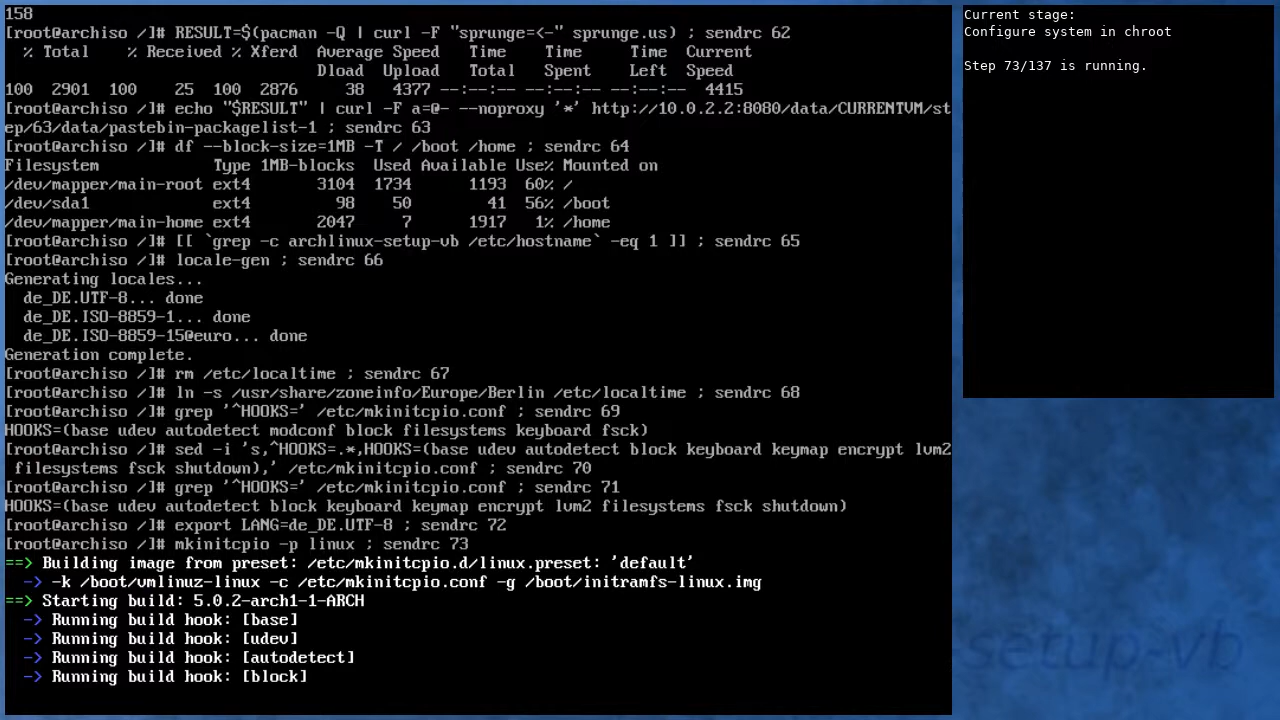 158
[root@archiso /]# RESULT=$(pacman -Q | curl -F "sprunge=<-" sprunge.us) ; sendrc 62
  % Total    % Received % Xferd  Average Speed   Time    Time     Time  Current
                                 Dload  Upload   Total   Spent    Left  Speed
100  2901  100    25  100  2876     38   4377 --:--:-- --:--:-- --:--:--  4415
[root@archiso /]# echo "$RESULT" | curl -F a=@- --noproxy '*' http://10.0.2.2:8080/data/CURRENTVM/st
ep/63/data/pastebin-packagelist-1 ; sendrc 63
[root@archiso /]# df --block-size=1MB -T / /boot /home ; sendrc 64
Filesystem            Type 1MB-blocks  Used Available Use% Mounted on
/dev/mapper/main-root ext4       3104  1734      1193  60% /
/dev/sda1             ext4         98    50        41  56% /boot
/dev/mapper/main-home ext4       2047     7      1917   1% /home
[root@archiso /]# [[ `grep -c archlinux-setup-vb /etc/hostname` -eq 1 ]] ; sendrc 65
[root@archiso /]# locale-gen ; sendrc 66
Generating locales...
  de_DE.UTF-8... done
  de_DE.ISO-8859-1... done
  de_DE.ISO-8859-15@euro... done
Generation complete.
[root@archiso /]# rm /etc/localtime ; sendrc 67
[root@archiso /]# ln -s /usr/share/zoneinfo/Europe/Berlin /etc/localtime ; sendrc 68
[root@archiso /]# grep '^HOOKS=' /etc/mkinitcpio.conf ; sendrc 69
HOOKS=(base udev autodetect modconf block filesystems keyboard fsck)
[root@archiso /]# sed -i 's,^HOOKS=.*,HOOKS=(base udev autodetect block keyboard keymap encrypt lvm2
 filesystems fsck shutdown),' /etc/mkinitcpio.conf ; sendrc 70
[root@archiso /]# grep '^HOOKS=' /etc/mkinitcpio.conf ; sendrc 71
HOOKS=(base udev autodetect block keyboard keymap encrypt lvm2 filesystems fsck shutdown)
[root@archiso /]# export LANG=de_DE.UTF-8 ; sendrc 72
[root@archiso /]# mkinitcpio -p linux ; sendrc 73
==> Building image from preset: /etc/mkinitcpio.d/linux.preset: 'default'
  -> -k /boot/vmlinuz-linux -c /etc/mkinitcpio.conf -g /boot/initramfs-linux.img
==> Starting build: 5.0.2-arch1-1-ARCH
  -> Running build hook: [base]
  -> Running build hook: [udev]
  -> Running build hook: [autodetect]
  -> Running build hook: [block]
Current stage:
Configure system in chroot
Step 73/137 is running.
setup-vb